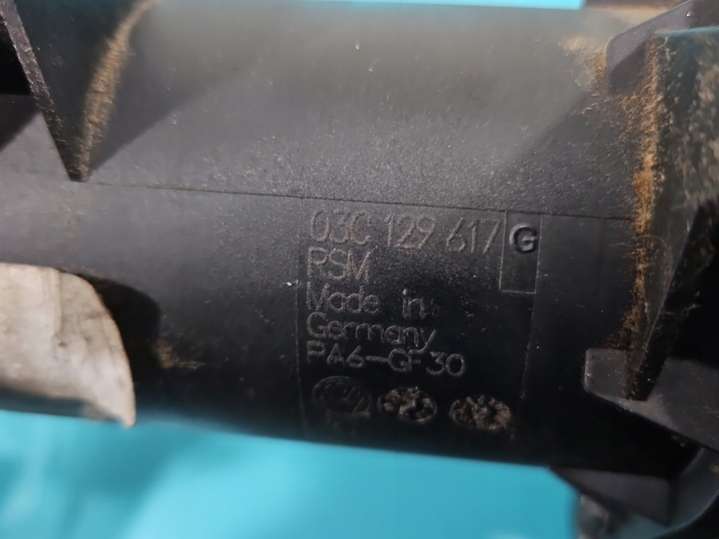 03C 129 617 G
RSM
Made in
Germany
PA6-GF30